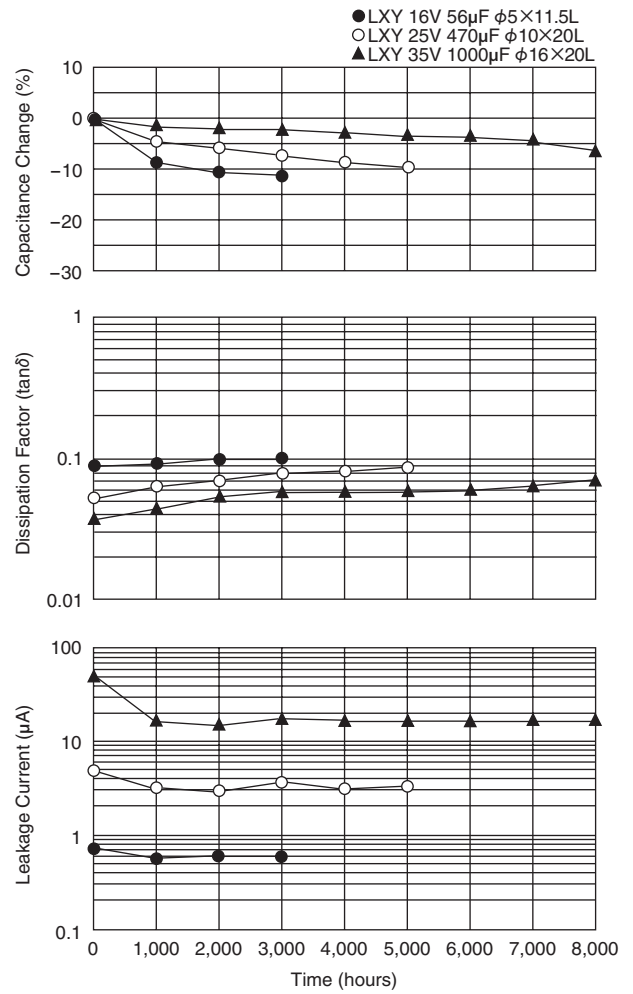 ●LXY 16V 56μF φ5×11.5L
○LXY 25V 470μF φ10×20L
▲LXY 35V 1000μF φ16×20L
Capacitance Change (%)
10
0
−10
−20
−30
Dissipation Factor (tanδ)
1
0.1
0.01
Leakage Current (μA)
100
10
1
0.1
0 1,000 2,000 3,000 4,000 5,000 6,000 7,000 8,000
Time (hours)